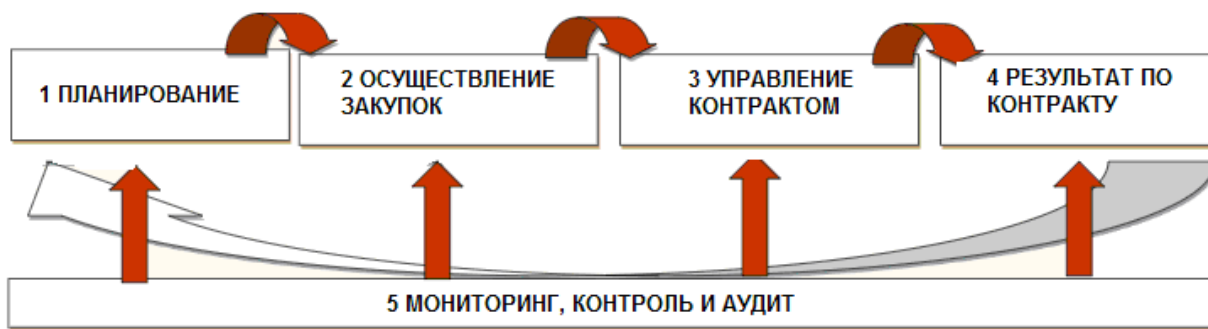 1 ПЛАНИРОВАНИЕ
2 ОСУЩЕСТВЛЕНИЕ
ЗАКУПОК
3 УПРАВЛЕНИЕ
КОНТРАКТОМ
4 РЕЗУЛЬТАТ ПО
КОНТРАКТУ
5 МОНИТОРИНГ, КОНТРОЛЬ И АУДИТ